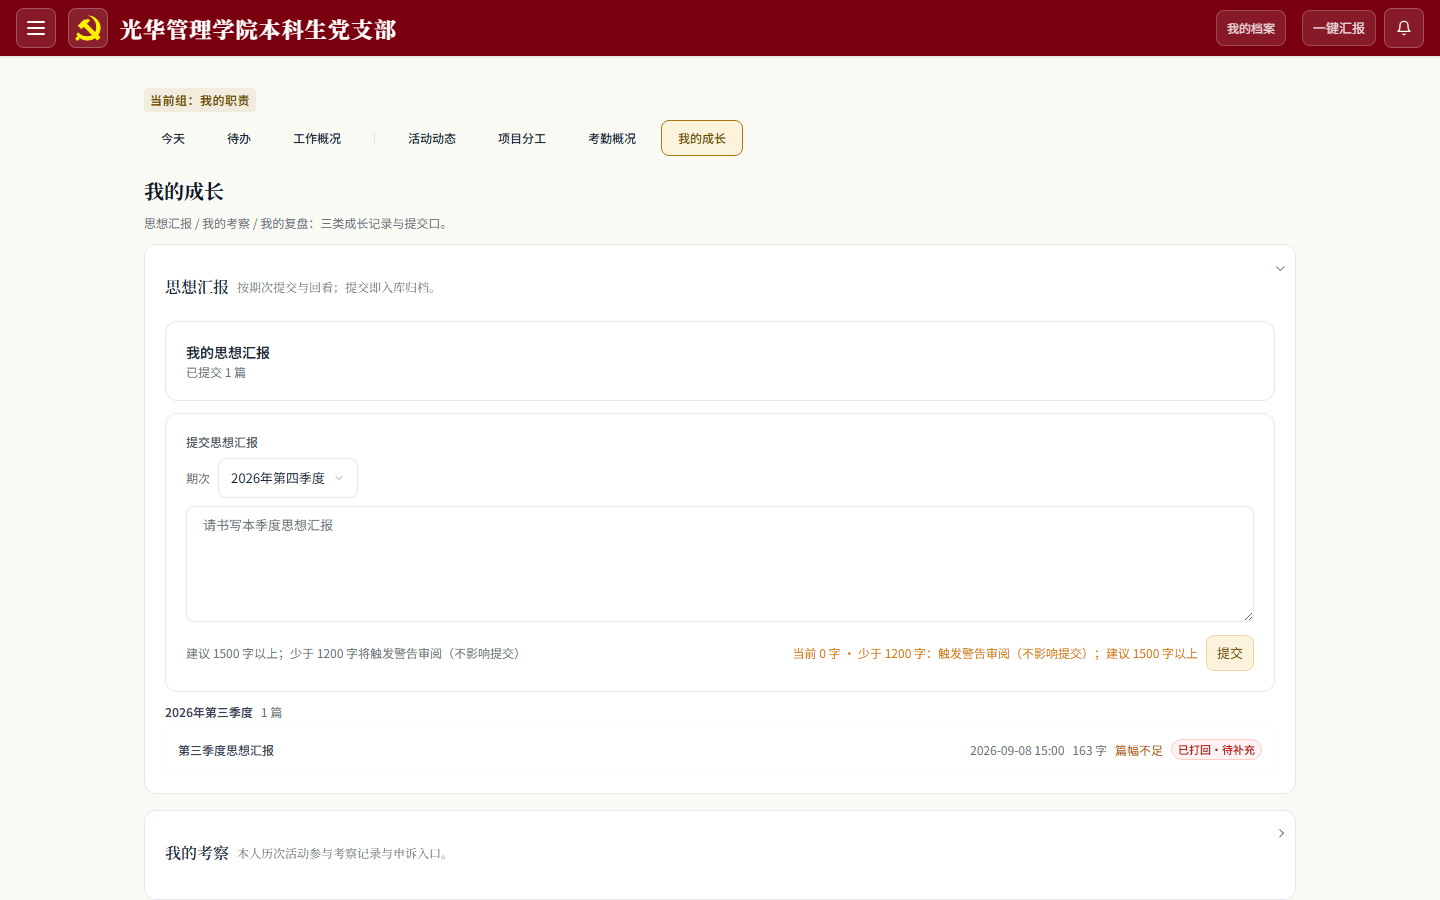 光华管理学院本科生党支部
我的档案
一键汇报
当前组：我的职责
今天
待办
工作概况
活动动态
项目分工
考勤概况
我的成长
我的成长
思想汇报 / 我的考察 / 我的复盘：三类成长记录与提交口。
思想汇报 按期次提交与回看；提交即入库归档。
我的思想汇报
已提交 1 篇
提交思想汇报
期次 2026年第四季度
请书写本季度思想汇报
建议 1500 字以上；少于 1200 字将触发警告审阅（不影响提交）
当前 0 字 · 少于 1200 字：触发警告审阅（不影响提交）；建议 1500 字以上
提交
2026年第三季度 1 篇
第三季度思想汇报
2026-09-08 15:00 163 字 篇幅不足 已打回·待补充
我的考察 本人历次活动参与考察记录与申诉入口。